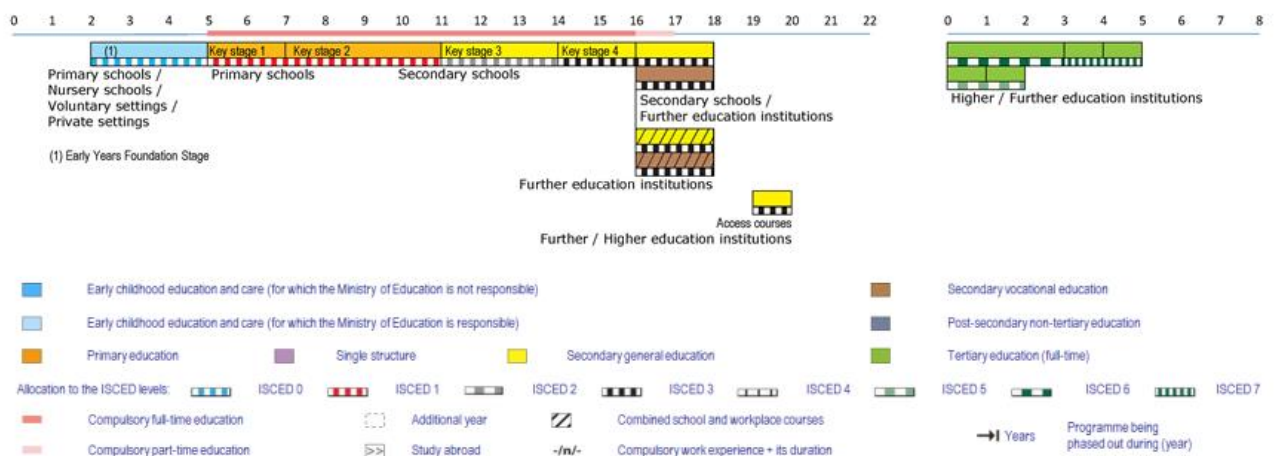 0 1 2 3 4 5 6 7 8 9 10 11 12 13 14 15 16 17 18 19 20 21 22
0 1 2 3 4 5 6 7 8
(1) Key stage 1 Key stage 2 Key stage 3 Key stage 4
Primary schools /
Nursery schools /
Voluntary settings /
Private settings
Primary schools
Secondary schools
Secondary schools /
Further education institutions
Higher / Further education institutions
(1) Early Years Foundation Stage
Further education institutions
Access courses
Further / Higher education institutions
Early childhood education and care (for which the Ministry of Education is not responsible)
Secondary vocational education
Early childhood education and care (for which the Ministry of Education is responsible)
Post-secondary non-tertiary education
Primary education
Single structure
Secondary general education
Tertiary education (full-time)
Allocation to the ISCED levels: ISCED 0 ISCED 1 ISCED 2 ISCED 3 ISCED 4 ISCED 5 ISCED 6 ISCED 7
Compulsory full-time education
Additional year
Combined school and workplace courses
Years
Programme being
phased out during (year)
Compulsory part-time education
>> Study abroad
-/n/- Compulsory work experience + its duration